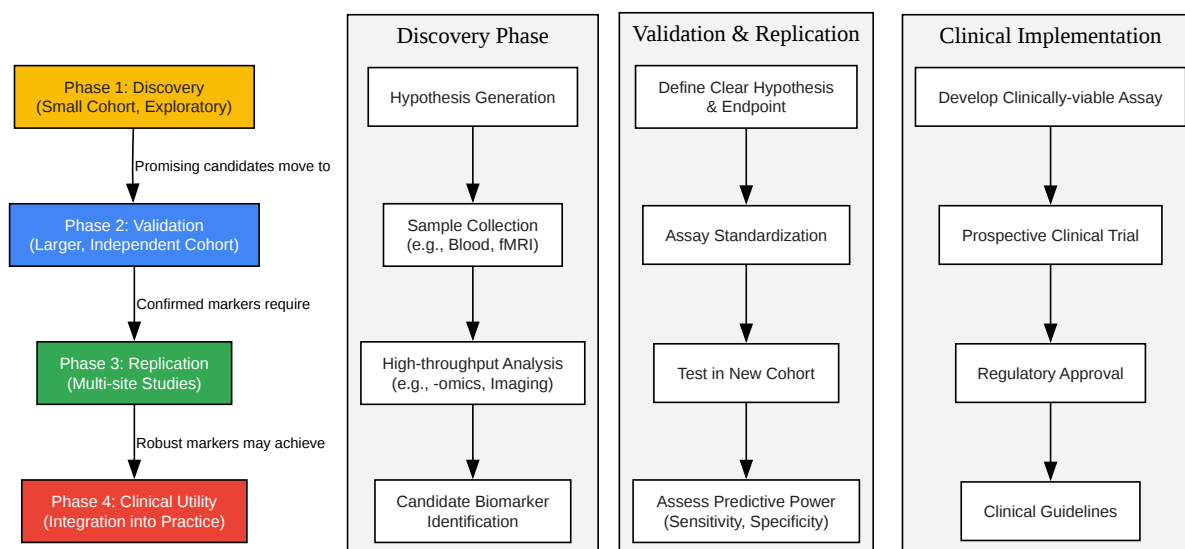 Phase 1: Discovery
(Small Cohort, Exploratory)
Promising candidates move to
Phase 2: Validation
(Larger, Independent Cohort)
Confirmed markers require
Phase 3: Replication
(Multi-site Studies)
Robust markers may achieve
Phase 4: Clinical Utility
(Integration into Practice)
Discovery Phase
Hypothesis Generation
Sample Collection
(e.g., Blood, fMRI)
High-throughput Analysis
(e.g., -omics, Imaging)
Candidate Biomarker
Identification
Validation & Replication
Define Clear Hypothesis
& Endpoint
Assay Standardization
Test in New Cohort
Assess Predictive Power
(Sensitivity, Specificity)
Clinical Implementation
Develop Clinically-viable Assay
Prospective Clinical Trial
Regulatory Approval
Clinical Guidelines